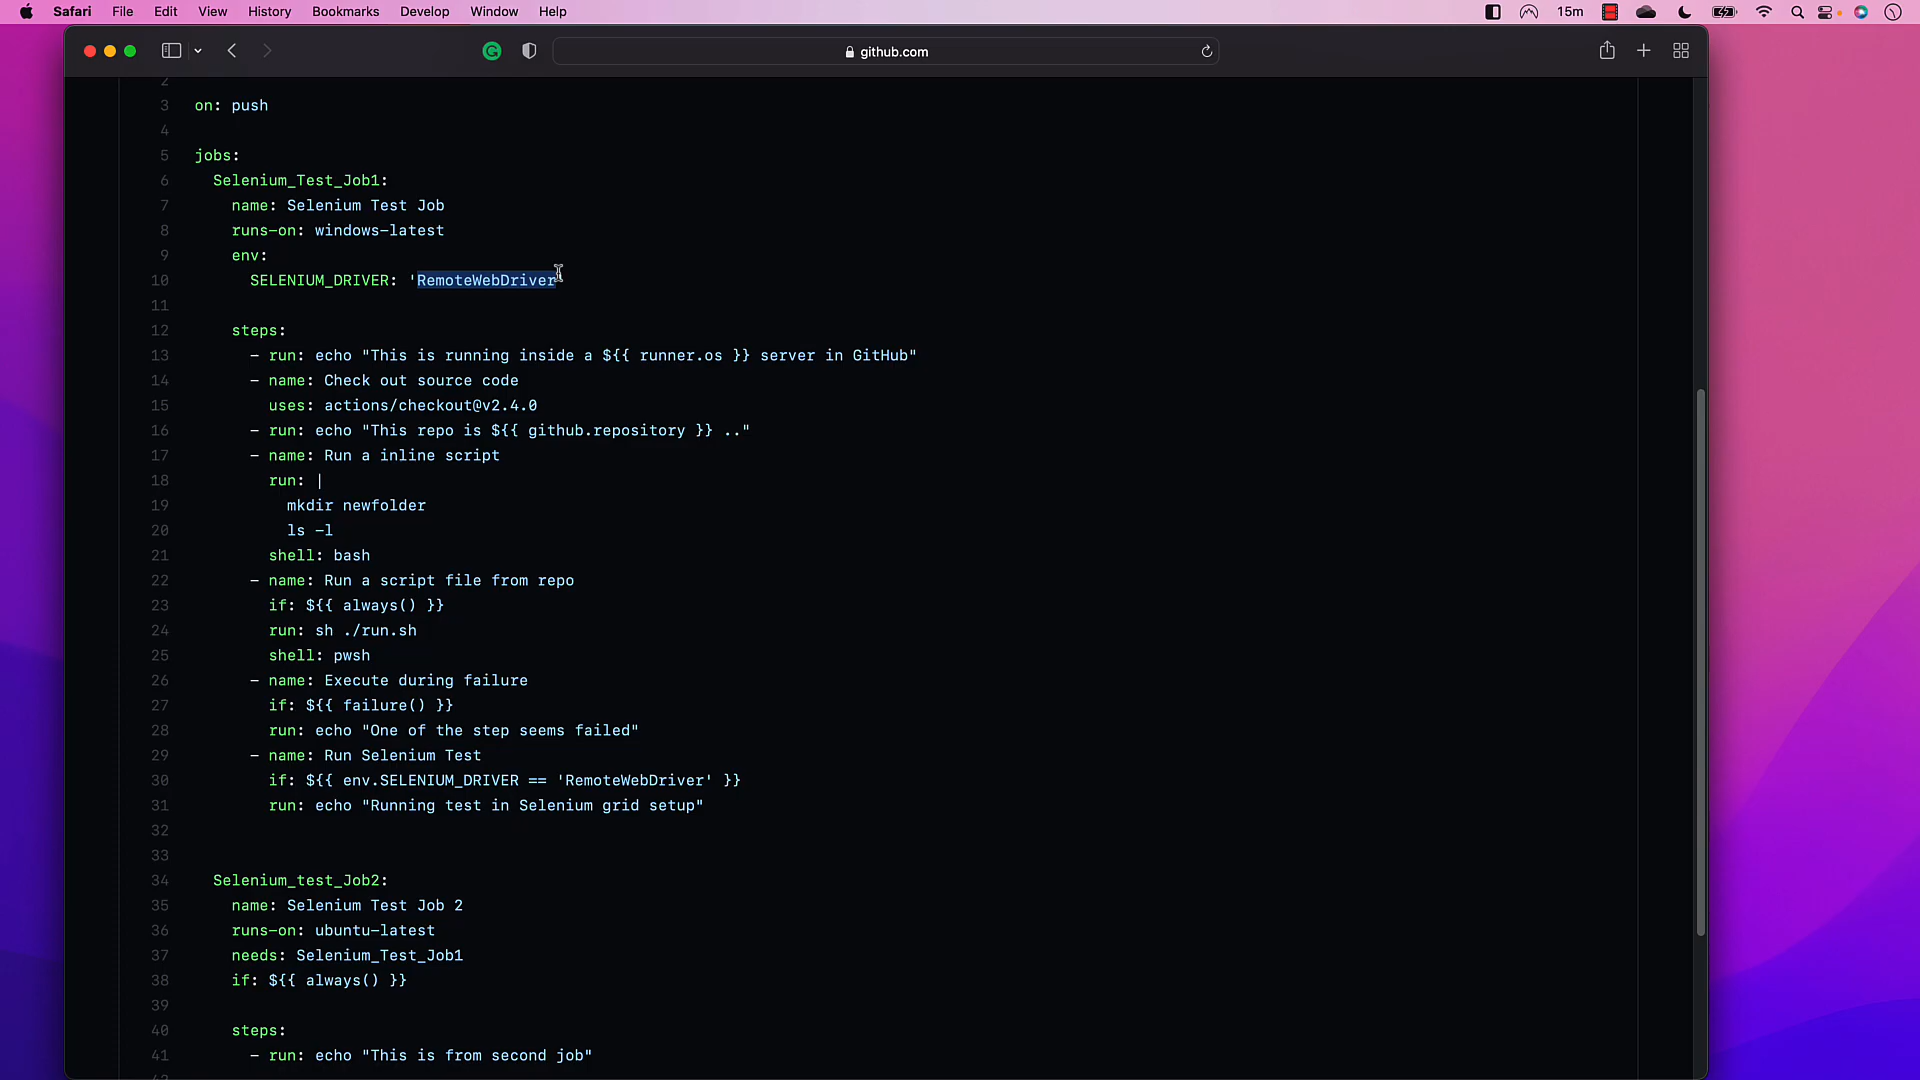 Safari File Edit View History Bookmarks Develop Window Help 15m
github.com
2
3 on: push
4
5 jobs:
6 Selenium_Test_Job1:
7 name: Selenium Test Job
8 runs-on: windows-latest
9 env:
10 SELENIUM_DRIVER: 'RemoteWebDriver'
11
12 steps:
13 - run: echo "This is running inside a ${{ runner.os }} server in GitHub"
14 - name: Check out source code
15 uses: actions/checkout@v2.4.0
16 - run: echo "This repo is ${{ github.repository }} .."
17 - name: Run a inline script
18 run: |
19 mkdir newfolder
20 ls -l
21 shell: bash
22 - name: Run a script file from repo
23 if: ${{ always() }}
24 run: sh ./run.sh
25 shell: pwsh
26 - name: Execute during failure
27 if: ${{ failure() }}
28 run: echo "One of the step seems failed"
29 - name: Run Selenium Test
30 if: ${{ env.SELENIUM_DRIVER == 'RemoteWebDriver' }}
31 run: echo "Running test in Selenium grid setup"
32
33
34 Selenium_test_Job2:
35 name: Selenium Test Job 2
36 runs-on: ubuntu-latest
37 needs: Selenium_Test_Job1
38 if: ${{ always() }}
39
40 steps:
41 - run: echo "This is from second job"
42